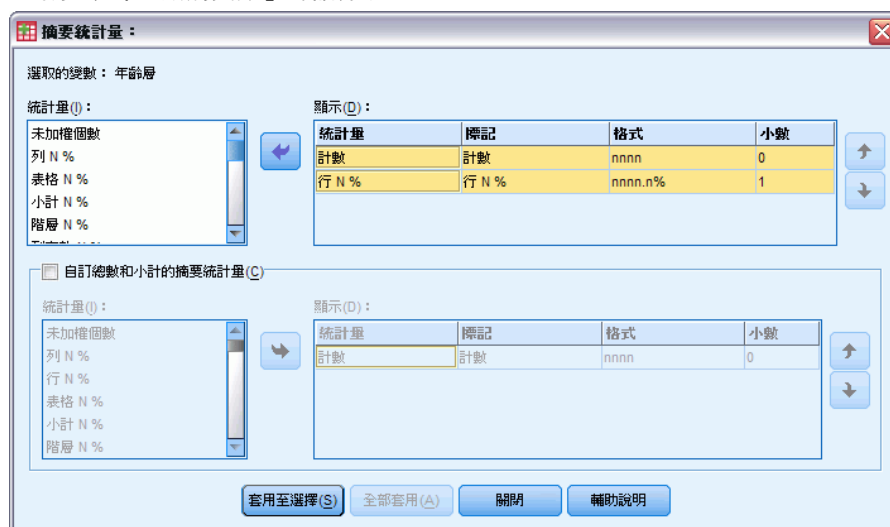 摘要統計量：
選取的變數： 年齡層
統計量(I)：
未加權個數
列 N %
表格 N %
小計 N %
階層 N %
顯示(D)：
統計量 標記 格式 小數
計數 計數 nnnn 0
行 N % 行 N % nnnn.n% 1
自訂總數和小計的摘要統計量(C)
統計量(I)：
未加權個數
列 N %
行 N %
表格 N %
小計 N %
階層 N %
顯示(D)：
統計量 標記 格式 小數
計數 計數 nnnn 0
套用至選擇(S) 全部套用(A) 關閉 輔助說明